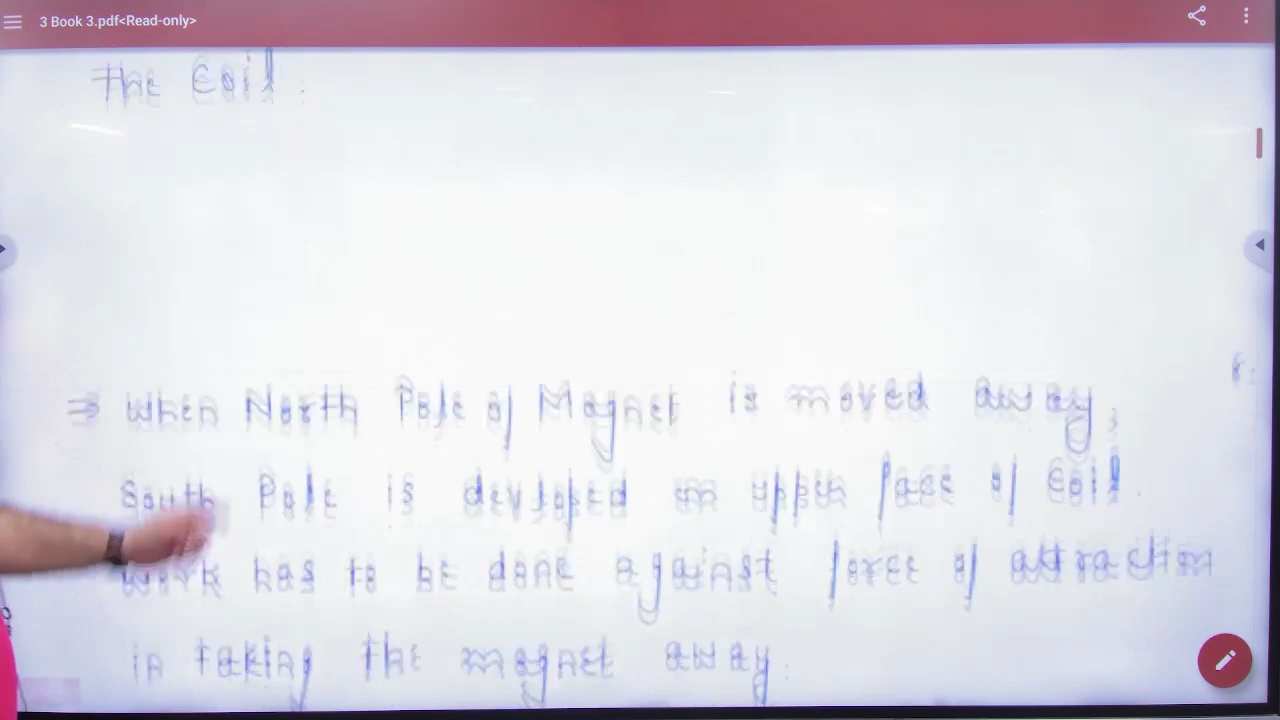 3 Book 3.pdf<Read-only>
The Coil.
⇒ When North Pole of Magnet is moved away,
South Pole is devloped on upper face of Coil.
Work has to be done against force of attraction
in taking the magnet away.